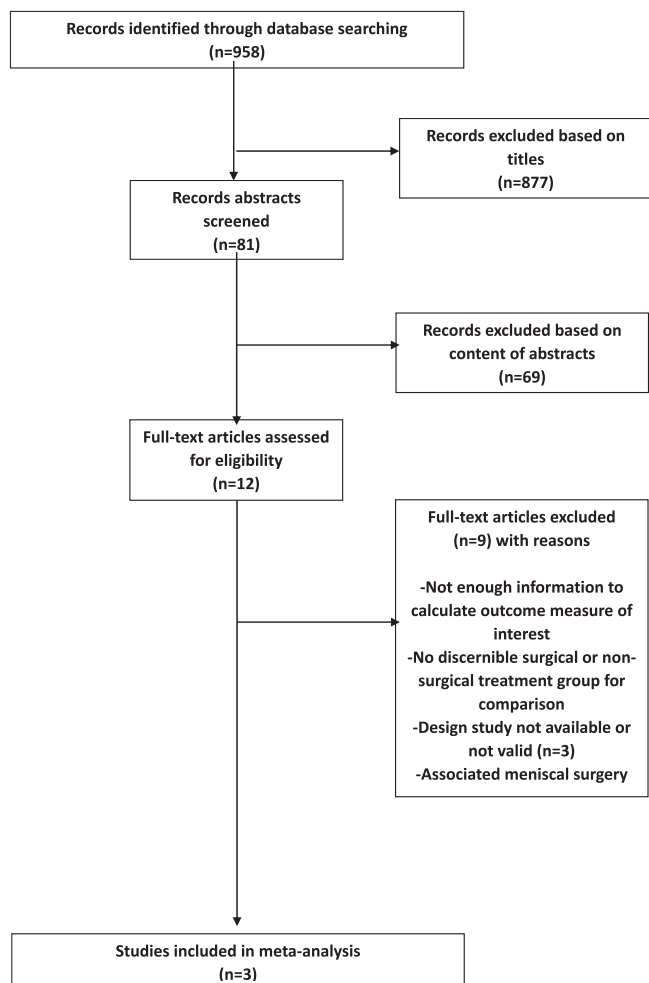 Records identified through database searching
(n=958)
Records excluded based on
titles
(n=877)
Records abstracts
screened
(n=81)
Records excluded based on
content of abstracts
(n=69)
Full-text articles assessed
for eligibility
(n=12)
Full-text articles excluded
(n=9) with reasons
-Not enough information to
calculate outcome measure of
interest
-No discernible surgical or non-
surgical treatment group for
comparison
-Design study not available or
not valid (n=3)
-Associated meniscal surgery
Studies included in meta-analysis
(n=3)